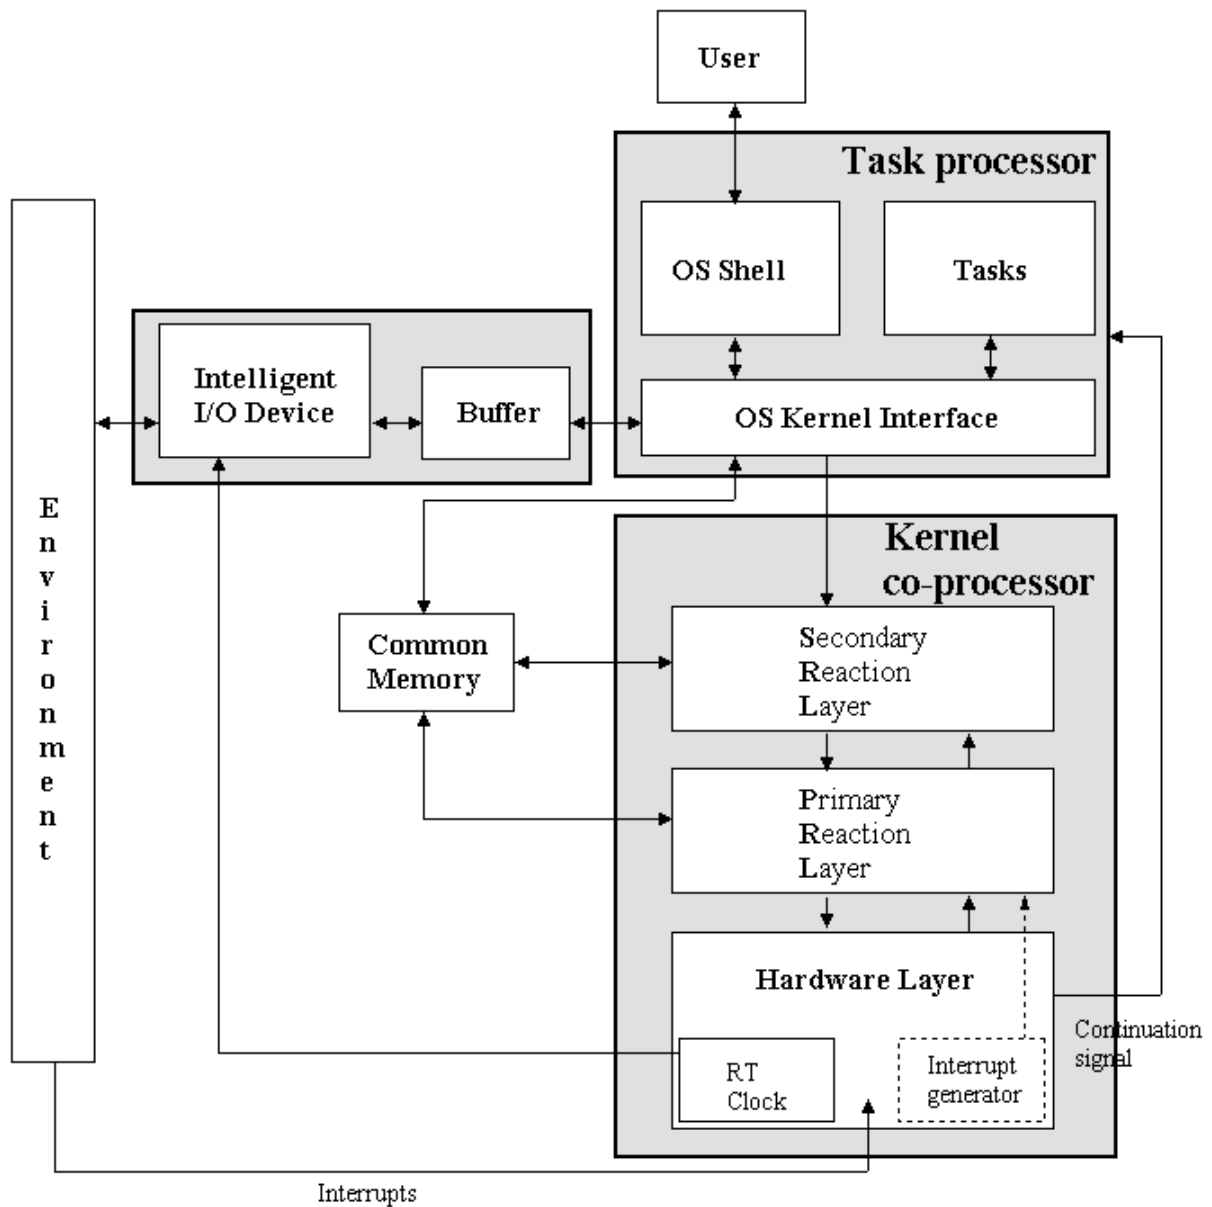 User
Task processor
OS Shell
Tasks
Intelligent
I/O Device
Buffer
OS Kernel Interface
E
n
v
i
r
o
n
m
e
n
t
Kernel
co-processor
Common
Memory
Secondary
Reaction
Layer
Primary
Reaction
Layer
Hardware Layer
RT
Clock
Interrupt
generator
Continuation
signal
Interrupts